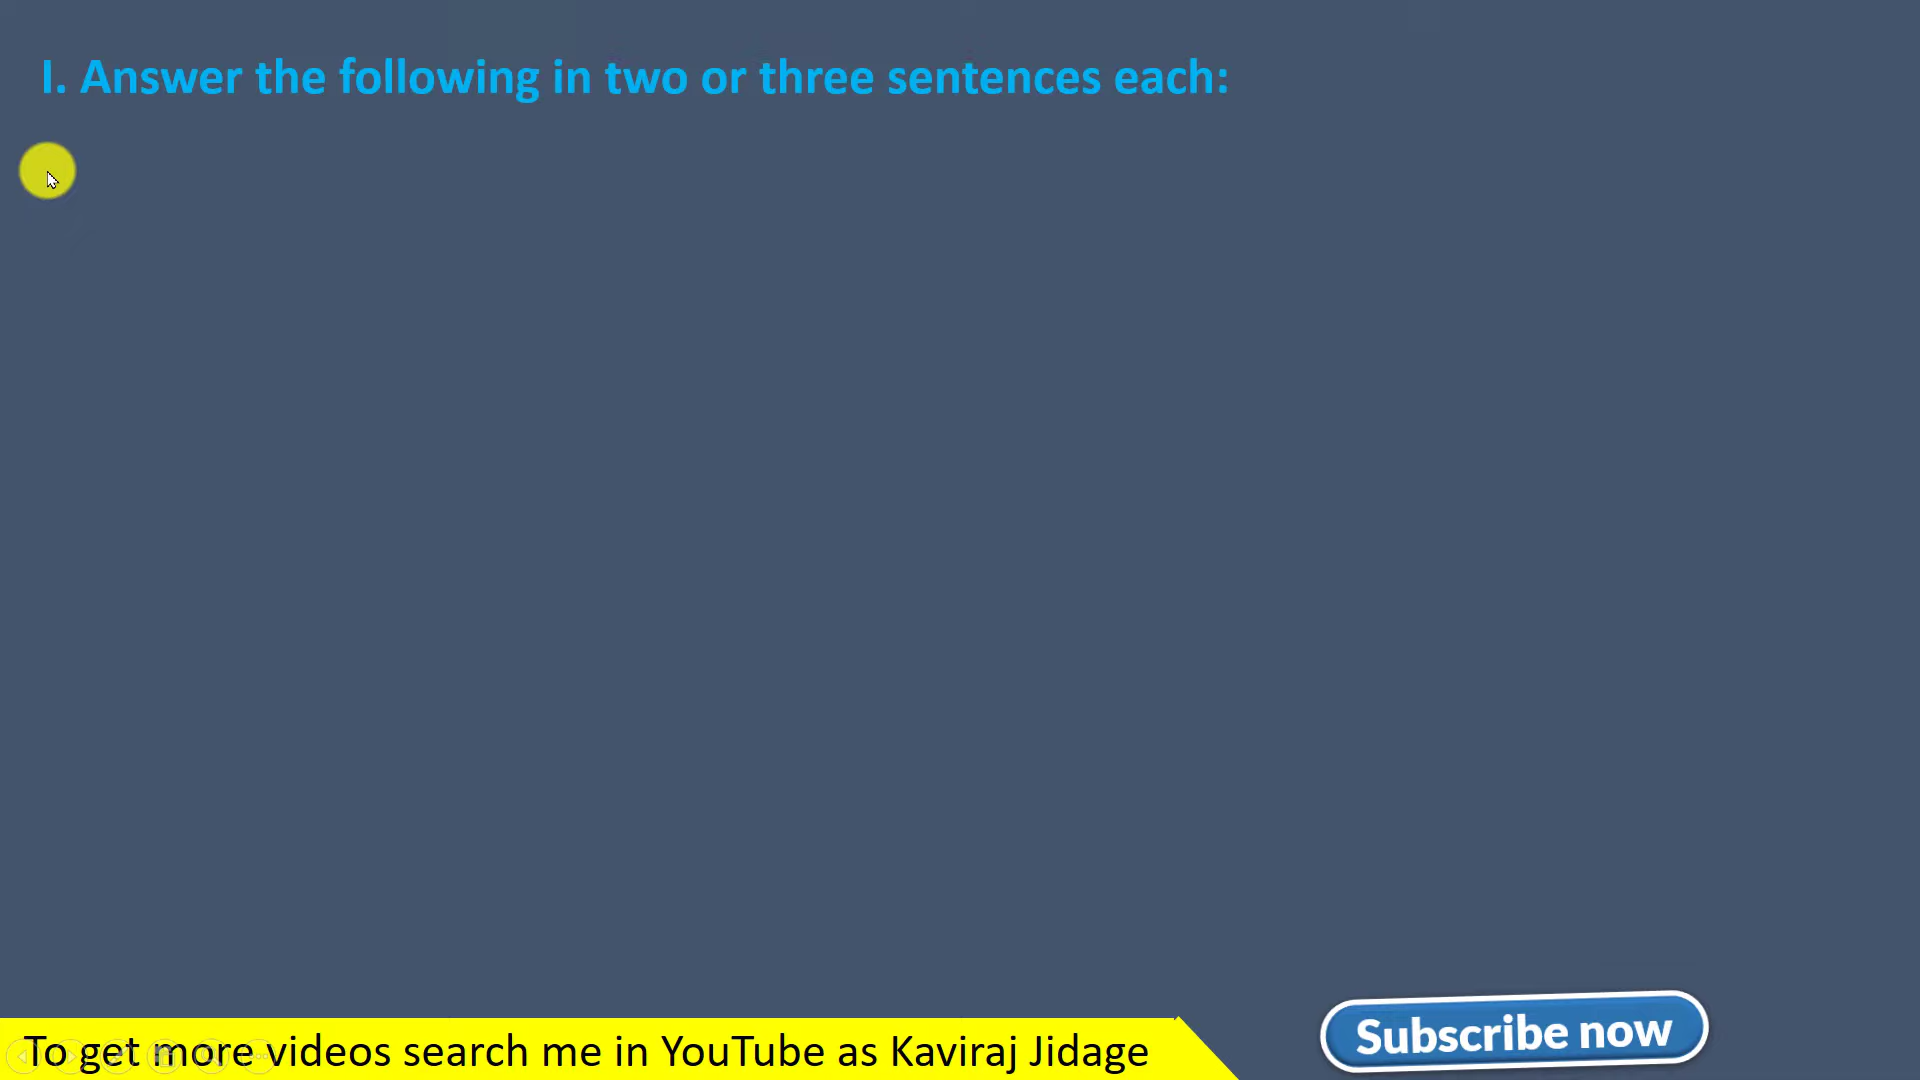 I. Answer the following in two or three sentences each:
To get more videos search me in YouTube as Kaviraj Jidage
Subscribe now